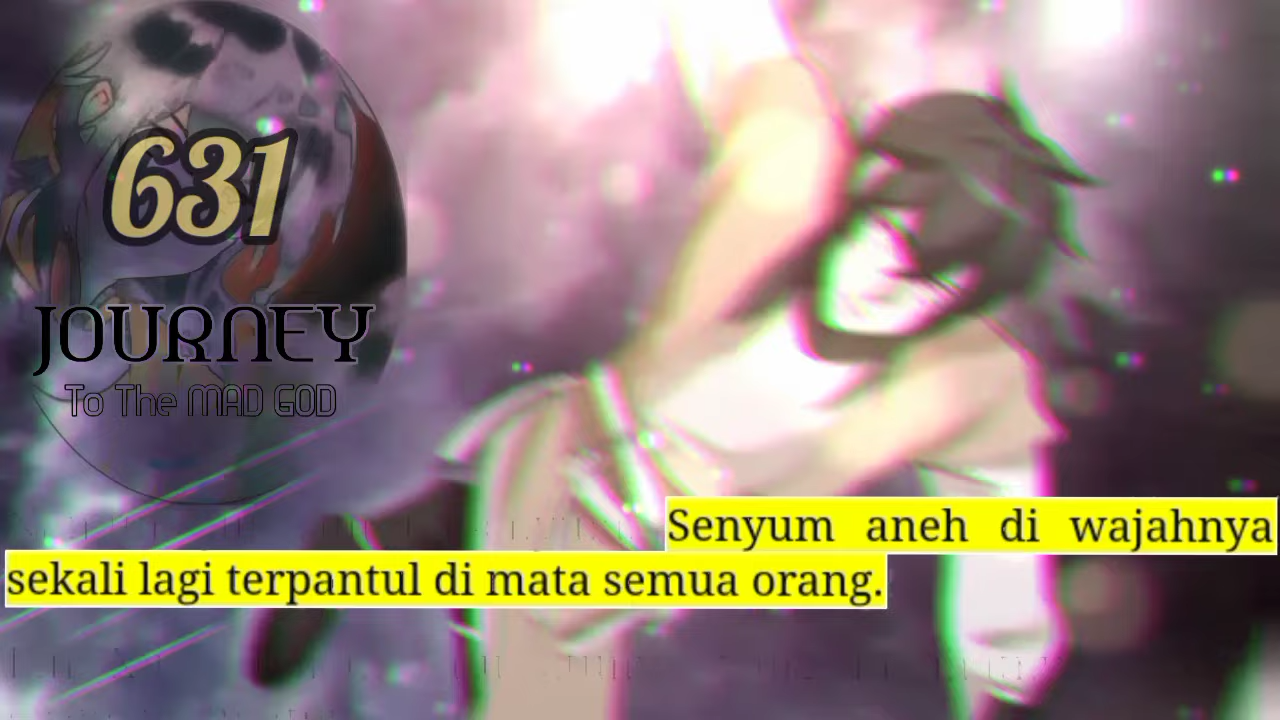 631
JOURNEY
To The MAD GOD
Senyum aneh di wajahnya
sekali lagi terpantul di mata semua orang.